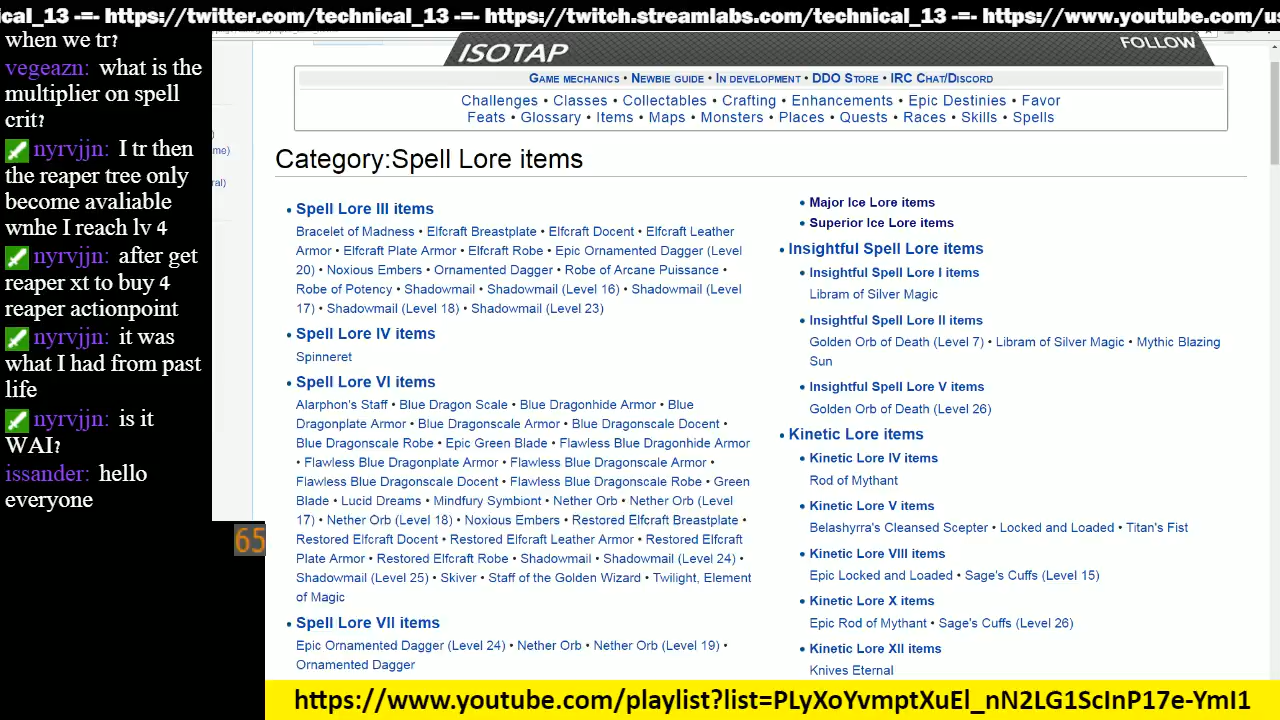 ical_13 -=- https://twitter.com/technical_13 -=- https://twitch.streamlabs.com/technical_13 -=- https://www.youtube.com/us
when we tr?
vegeazn: what is the
multiplier on spell
crit?
nyrvjjn: I tr then
the reaper tree only
become avaliable
wnhe I reach lv 4
nyrvjjn: after get
reaper xt to buy 4
reaper actionpoint
nyrvjjn: it was
what I had from past
life
nyrvjjn: is it
WAI?
issander: hello
everyone
65
me)
ral)
ISOTAP
FOLLOW
Game mechanics • Newbie guide • In development • DDO Store • IRC Chat/Discord
Challenges • Classes • Collectables • Crafting • Enhancements • Epic Destinies • Favor
Feats • Glossary • Items • Maps • Monsters • Places • Quests • Races • Skills • Spells
Category:Spell Lore items
• Spell Lore III items
Bracelet of Madness • Elfcraft Breastplate • Elfcraft Docent • Elfcraft Leather
Armor • Elfcraft Plate Armor • Elfcraft Robe • Epic Ornamented Dagger (Level
20) • Noxious Embers • Ornamented Dagger • Robe of Arcane Puissance •
Robe of Potency • Shadowmail • Shadowmail (Level 16) • Shadowmail (Level
17) • Shadowmail (Level 18) • Shadowmail (Level 23)
• Spell Lore IV items
Spinneret
• Spell Lore VI items
Alarphon's Staff • Blue Dragon Scale • Blue Dragonhide Armor • Blue
Dragonplate Armor • Blue Dragonscale Armor • Blue Dragonscale Docent •
Blue Dragonscale Robe • Epic Green Blade • Flawless Blue Dragonhide Armor
• Flawless Blue Dragonplate Armor • Flawless Blue Dragonscale Armor •
Flawless Blue Dragonscale Docent • Flawless Blue Dragonscale Robe • Green
Blade • Lucid Dreams • Mindfury Symbiont • Nether Orb • Nether Orb (Level
17) • Nether Orb (Level 18) • Noxious Embers • Restored Elfcraft Breastplate •
Restored Elfcraft Docent • Restored Elfcraft Leather Armor • Restored Elfcraft
Plate Armor • Restored Elfcraft Robe • Shadowmail • Shadowmail (Level 24) •
Shadowmail (Level 25) • Skiver • Staff of the Golden Wizard • Twilight, Element
of Magic
• Spell Lore VII items
Epic Ornamented Dagger (Level 24) • Nether Orb • Nether Orb (Level 19) •
Ornamented Dagger
• Major Ice Lore items
• Superior Ice Lore items
• Insightful Spell Lore items
• Insightful Spell Lore I items
Libram of Silver Magic
• Insightful Spell Lore II items
Golden Orb of Death (Level 7) • Libram of Silver Magic • Mythic Blazing
Sun
• Insightful Spell Lore V items
Golden Orb of Death (Level 26)
• Kinetic Lore items
• Kinetic Lore IV items
Rod of Mythant
• Kinetic Lore V items
Belashyrra's Cleansed Scepter • Locked and Loaded • Titan's Fist
• Kinetic Lore VIII items
Epic Locked and Loaded • Sage's Cuffs (Level 15)
• Kinetic Lore X items
Epic Rod of Mythant • Sage's Cuffs (Level 26)
• Kinetic Lore XII items
Knives Eternal
https://www.youtube.com/playlist?list=PLyXoYvmptXuEl_nN2LG1ScInP17e-YmI1